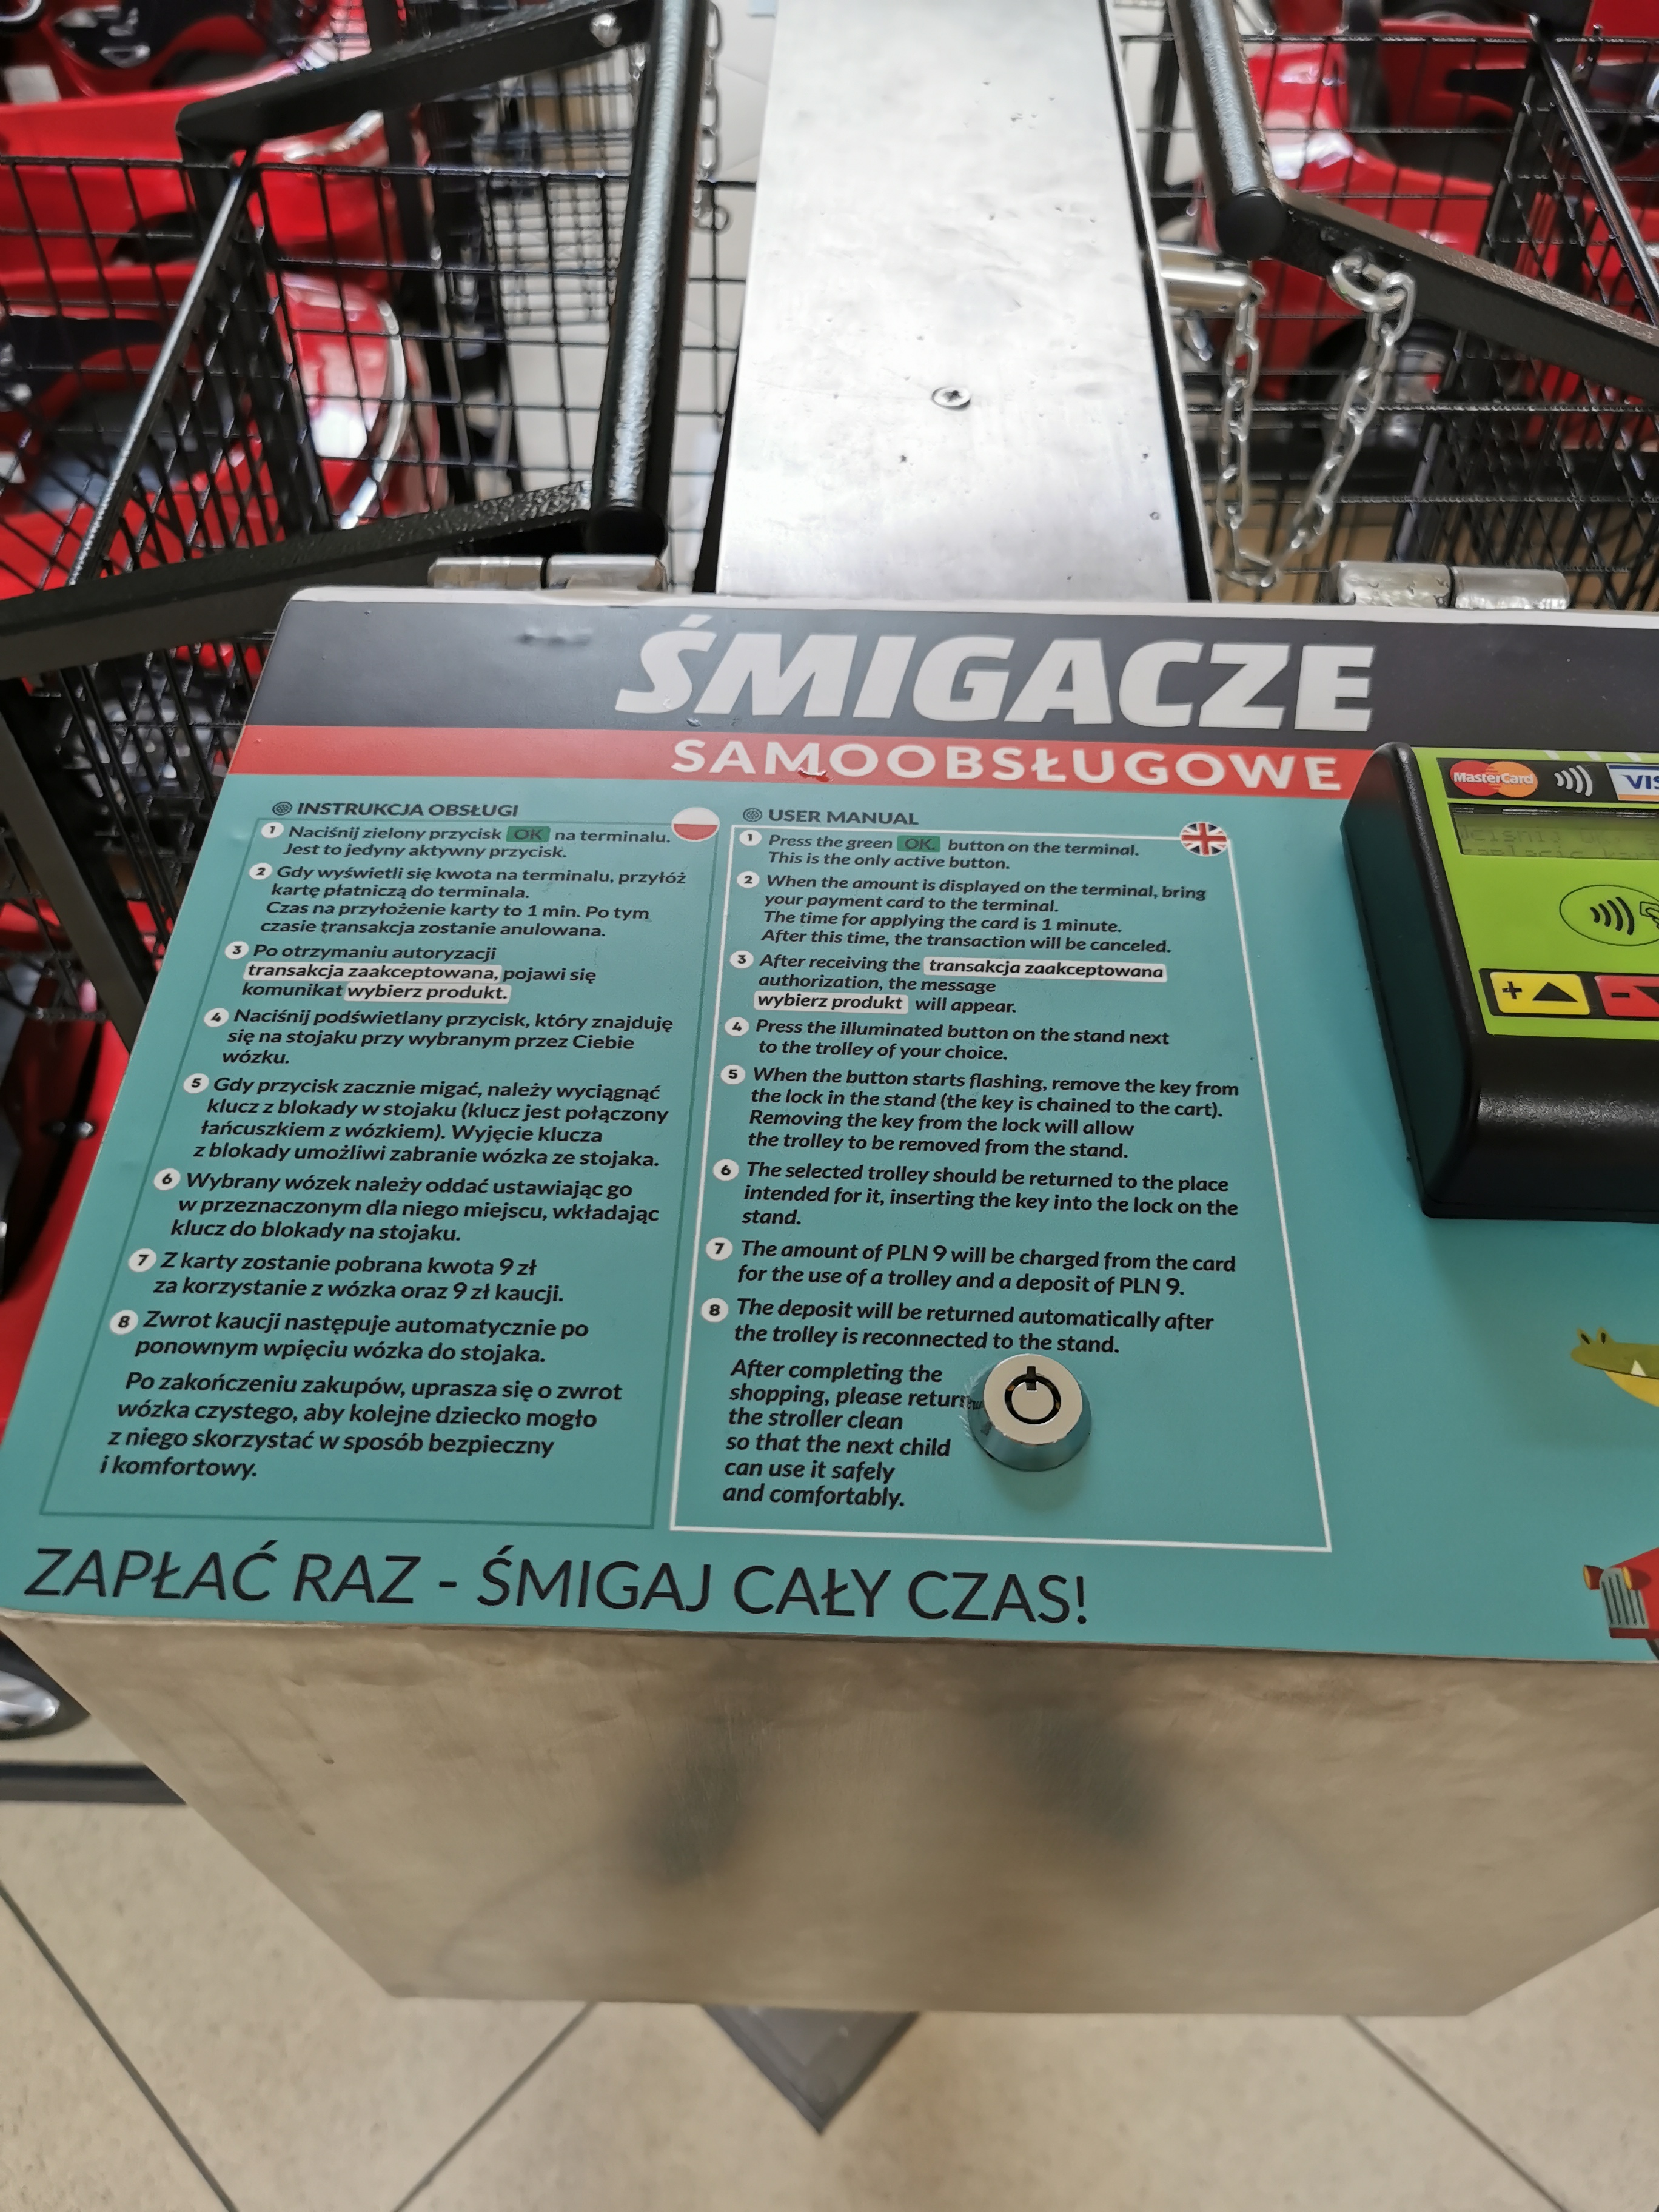 ŚMIGACZE
SAMOOBSŁUGOWE
INSTRUKCJA OBSŁUGI
1 Naciśnij zielony przycisk OK na terminalu.
Jest to jedyny aktywny przycisk.
2 Gdy wyświetli się kwota na terminalu, przyłóż
kartę płatniczą do terminala.
Czas na przyłożenie karty to 1 min. Po tym
czasie transakcja zostanie anulowana.
3 Po otrzymaniu autoryzacji
transakcja zaakceptowana, pojawi się
komunikat wybierz produkt.
4 Naciśnij podświetlany przycisk, który znajduję
się na stojaku przy wybranym przez Ciebie
wózku.
5 Gdy przycisk zacznie migać, należy wyciągnąć
klucz z blokady w stojaku (klucz jest połączony
łańcuszkiem z wózkiem). Wyjęcie klucza
z blokady umożliwi zabranie wózka ze stojaka.
6 Wybrany wózek należy oddać ustawiając go
w przeznaczonym dla niego miejscu, wkładając
klucz do blokady na stojaku.
7 Z karty zostanie pobrana kwota 9 zł
za korzystanie z wózka oraz 9 zł kaucji.
8 Zwrot kaucji następuje automatycznie po
ponownym wpięciu wózka do stojaka.
Po zakończeniu zakupów, uprasza się o zwrot
wózka czystego, aby kolejne dziecko mogło
z niego skorzystać w sposób bezpieczny
i komfortowy.
USER MANUAL
1 Press the green OK. button on the terminal.
This is the only active button.
2 When the amount is displayed on the terminal, bring
your payment card to the terminal.
The time for applying the card is 1 minute.
After this time, the transaction will be canceled.
3 After receiving the transakcja zaakceptowana
authorization, the message
wybierz produkt will appear.
4 Press the illuminated button on the stand next
to the trolley of your choice.
5 When the button starts flashing, remove the key from
the lock in the stand (the key is chained to the cart).
Removing the key from the lock will allow
the trolley to be removed from the stand.
6 The selected trolley should be returned to the place
intended for it, inserting the key into the lock on the
stand.
7 The amount of PLN 9 will be charged from the card
for the use of a trolley and a deposit of PLN 9.
8 The deposit will be returned automatically after
the trolley is reconnected to the stand.
After completing the
shopping, please return
the stroller clean
so that the next child
can use it safely
and comfortably.
ZAPŁAĆ RAZ - ŚMIGAJ CAŁY CZAS!
MasterCard
+ -